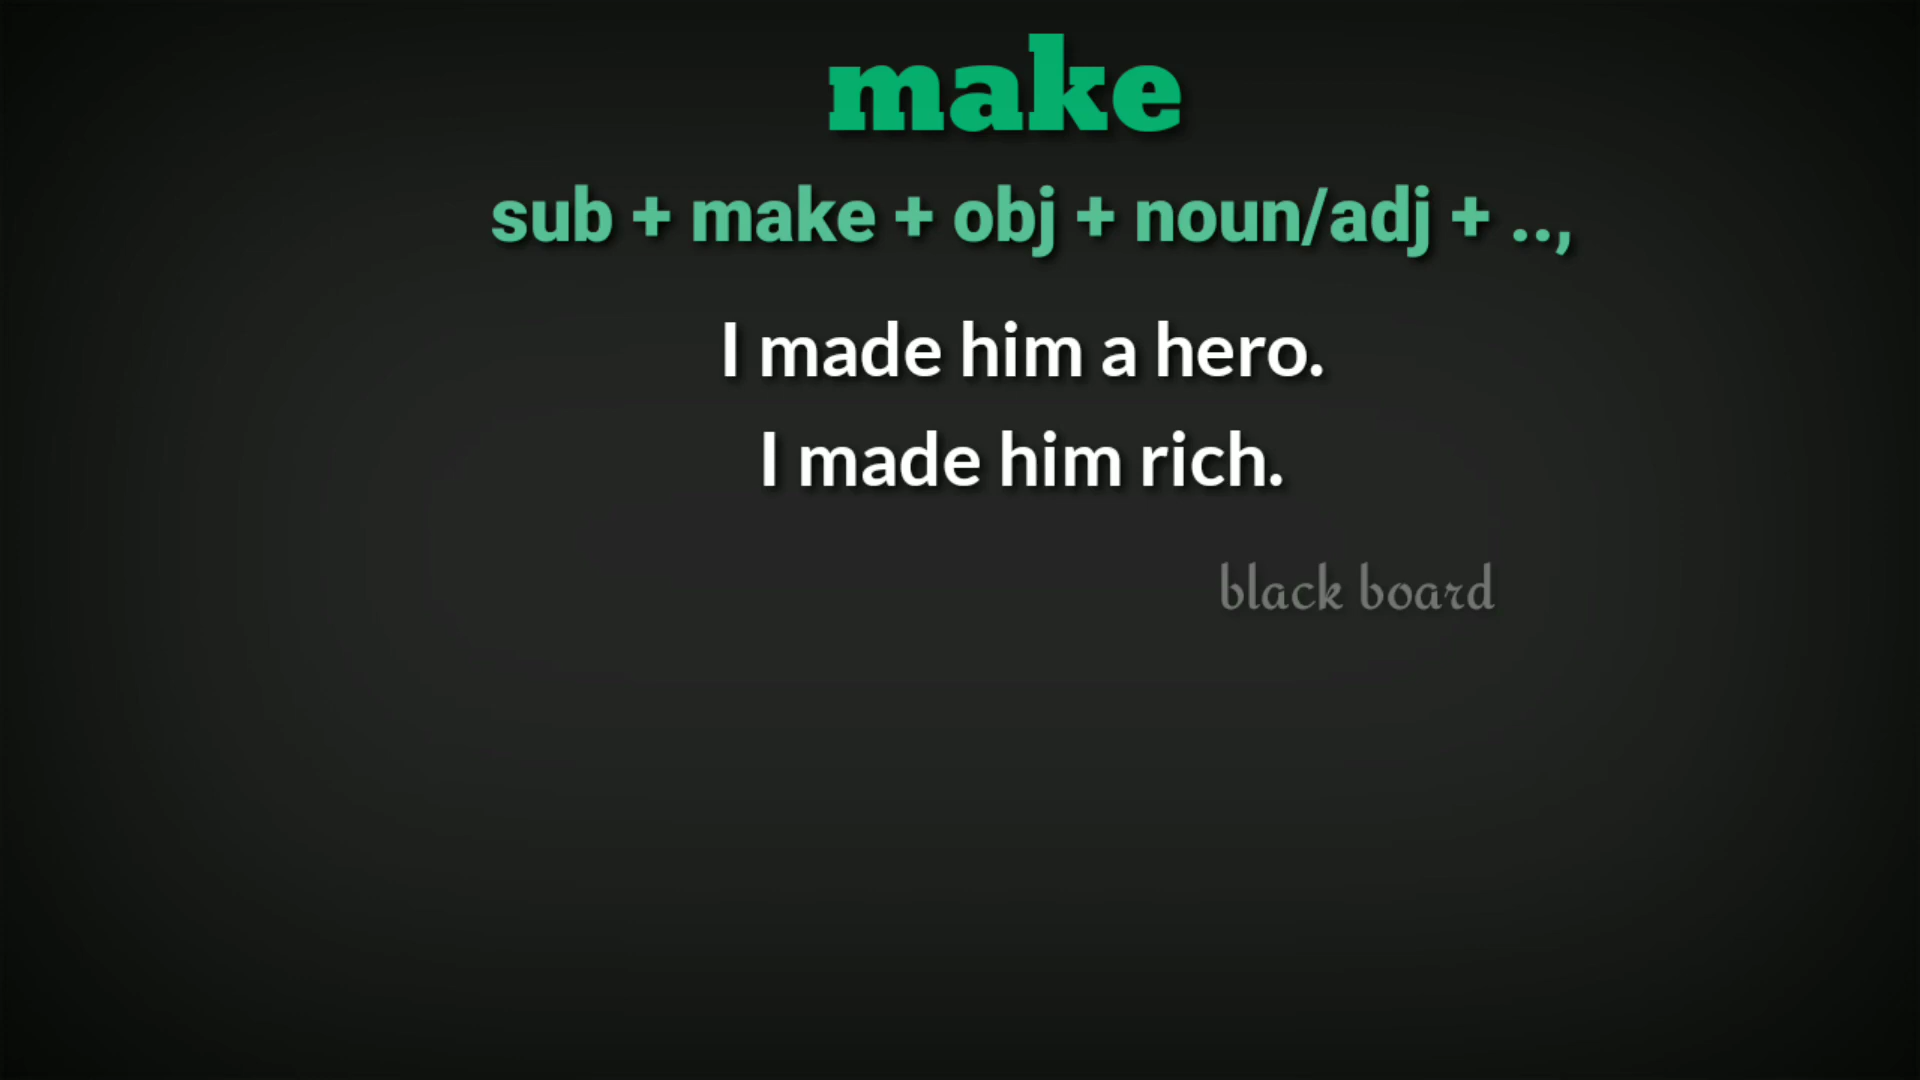 make
sub + make + obj + noun/adj + ..,
I made him a hero.
I made him rich.
black board